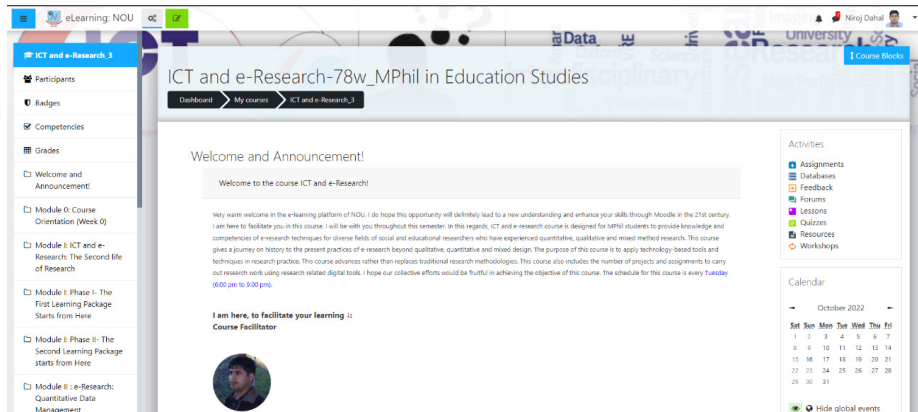 eLearning: NOU
Niroj Dahal
ICT and e-Research_3
Participants
Badges
Competencies
Grades
Welcome and
Announcement!
Module 0: Course
Orientation (Week 0)
Module I: ICT and e-
Research: The Second life
of Research
Module I: Phase I- The
First Learning Package
Starts from Here
Module I: Phase II- The
Second Learning Package
starts from Here
Module II : e-Research:
Quantitative Data
Management
ar Data
University
Course Blocks
ICT and e-Research-78w_MPhil in Education Studies
Dashboard
My courses
ICT and e-Research_3
Welcome and Announcement!
Welcome to the course ICT and e-Research!
Very warm welcome in the e-learning platform of NOU. I do hope this opportunity will definitely lead to a new understanding and enhance your skills through Moodle in the 21st century.
I am here to facilitate you in this course. I will be with you throughout this semester. In this regards, ICT and e-research course is designed for MPhil students to provide knowledge and
competencies of e-research techniques for diverse fields of social and educational researchers who have experienced quantitative, qualitative and mixed method research. This course
gives a journey on history to the present practices of e-research beyond qualitative, quantitative and mixed design. The purpose of this course is to apply technology-based tools and
techniques in research practice. This course advances rather than replaces traditional research methodologies. This course also includes the number of projects and assignments to carry
out research work using research related digital tools. I hope our collective efforts would be fruitful in achieving the objective of this course. The schedule for this course is every Tuesday
(6:00 pm to 9:00 pm).
I am here, to facilitate your learning ↓:
Course Facilitator
Activities
Assignments
Databases
Feedback
Forums
Lessons
Quizzes
Resources
Workshops
Calendar
October 2022
Sat Sun Mon Tue Wed Thu Fri
1 2 3 4 5 6 7
8 9 10 11 12 13 14
15 16 17 18 19 20 21
22 23 24 25 26 27 28
29 30 31
Hide global events